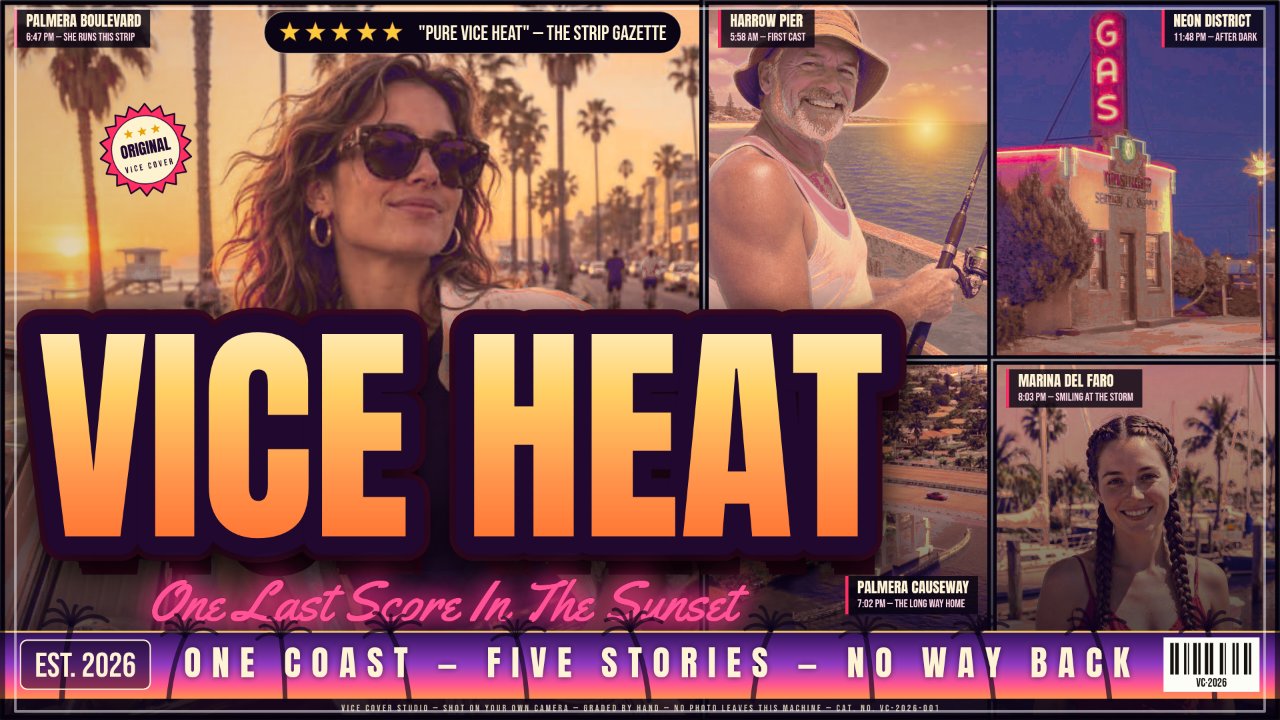 PALMERA BOULEVARD
6:47 PM – SHE RUNS THIS STRIP
★★★★★ "PURE VICE HEAT" – THE STRIP GAZETTE
HARROW PIER
5:58 AM – FIRST CAST
NEON DISTRICT
11:48 PM – AFTER DARK
GAS
★★★
ORIGINAL
VICE COVER
VICE HEAT
MARINA DEL FARO
8:03 PM – SMILING AT THE STORM
PALMERA CAUSEWAY
7:02 PM – THE LONG WAY HOME
One Last Score In The Sunset
EST. 2026
ONE COAST – FIVE STORIES – NO WAY BACK
VC-2026
VICE COVER STUDIO – SHOT ON YOUR OWN CAMERA – GRADED BY HAND – NO PHOTO LEAVES THIS MACHINE – CAT. NO. VC-2026-001